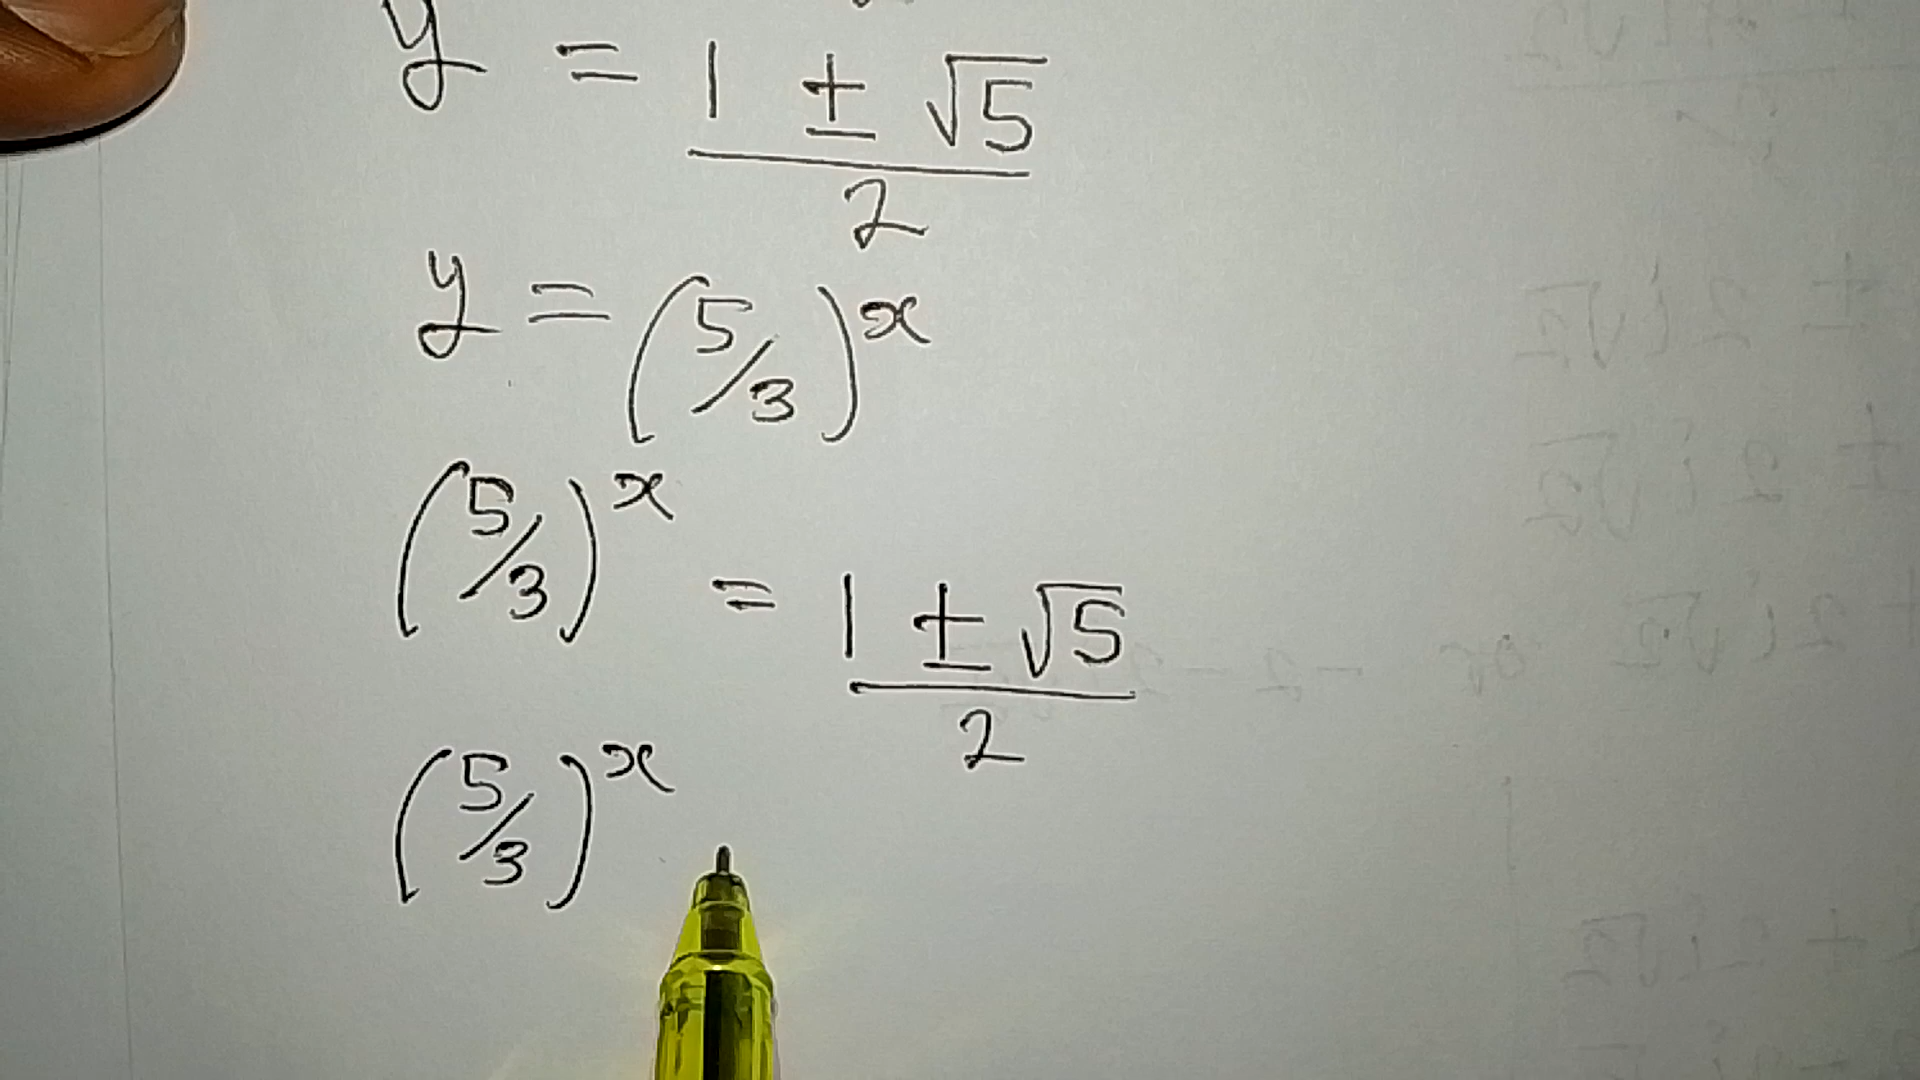 y = 1 ± √5 / 2
y = (5/3)^x
(5/3)^x = 1 ± √5 / 2
(5/3)^x